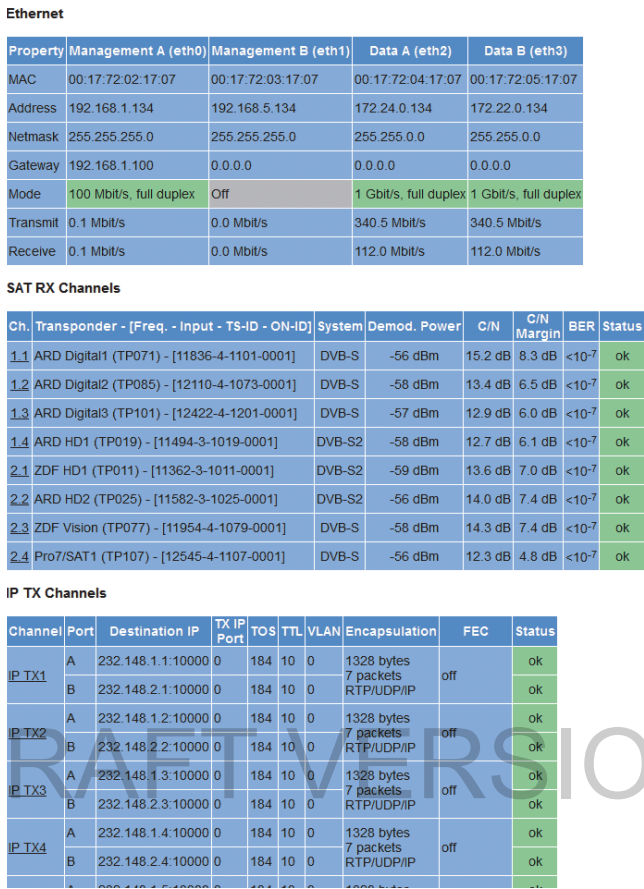 Ethernet
Property Management A (eth0) Management B (eth1) Data A (eth2) Data B (eth3)
MAC 00:17:72:02:17:07 00:17:72:03:17:07 00:17:72:04:17:07 00:17:72:05:17:07
Address 192.168.1.134 192.168.5.134 172.24.0.134 172.22.0.134
Netmask 255.255.255.0 255.255.255.0 255.255.0.0 255.255.0.0
Gateway 192.168.1.100 0.0.0.0 0.0.0.0 0.0.0.0
Mode 100 Mbit/s, full duplex Off 1 Gbit/s, full duplex 1 Gbit/s, full duplex
Transmit 0.1 Mbit/s 0.0 Mbit/s 340.5 Mbit/s 340.5 Mbit/s
Receive 0.1 Mbit/s 0.0 Mbit/s 112.0 Mbit/s 112.0 Mbit/s
SAT RX Channels
Ch. Transponder - [Freq. - Input - TS-ID - ON-ID] System Demod. Power C/N C/N Margin BER Status
1.1 ARD Digital1 (TP071) - [11836-4-1101-0001] DVB-S -56 dBm 15.2 dB 8.3 dB <10-7 ok
1.2 ARD Digital2 (TP085) - [12110-4-1073-0001] DVB-S -58 dBm 13.4 dB 6.5 dB <10-7 ok
1.3 ARD Digital3 (TP101) - [12422-4-1201-0001] DVB-S -57 dBm 12.9 dB 6.0 dB <10-7 ok
1.4 ARD HD1 (TP019) - [11494-3-1019-0001] DVB-S2 -58 dBm 12.7 dB 6.1 dB <10-7 ok
2.1 ZDF HD1 (TP011) - [11362-3-1011-0001] DVB-S2 -59 dBm 13.6 dB 7.0 dB <10-7 ok
2.2 ARD HD2 (TP025) - [11582-3-1025-0001] DVB-S2 -56 dBm 14.0 dB 7.4 dB <10-7 ok
2.3 ZDF Vision (TP077) - [11954-4-1079-0001] DVB-S -58 dBm 14.3 dB 7.4 dB <10-7 ok
2.4 Pro7/SAT1 (TP107) - [12545-4-1107-0001] DVB-S -56 dBm 12.3 dB 4.8 dB <10-7 ok
IP TX Channels
Channel Port Destination IP TX IP Port TOS TTL VLAN Encapsulation FEC Status
IP TX1 A 232.148.1.1:10000 0 184 10 0 1328 bytes 7 packets RTP/UDP/IP off ok
B 232.148.2.1:10000 0 184 10 0 ok
IP TX2 A 232.148.1.2:10000 0 184 10 0 1328 bytes 7 packets RTP/UDP/IP off ok
B 232.148.2.2:10000 0 184 10 0 ok
RAFT VERSIO
IP TX3 A 232.148.1.3:10000 0 184 10 0 1328 bytes 7 packets RTP/UDP/IP off ok
B 232.148.2.3:10000 0 184 10 0 ok
IP TX4 A 232.148.1.4:10000 0 184 10 0 1328 bytes 7 packets RTP/UDP/IP off ok
B 232.148.2.4:10000 0 184 10 0 ok